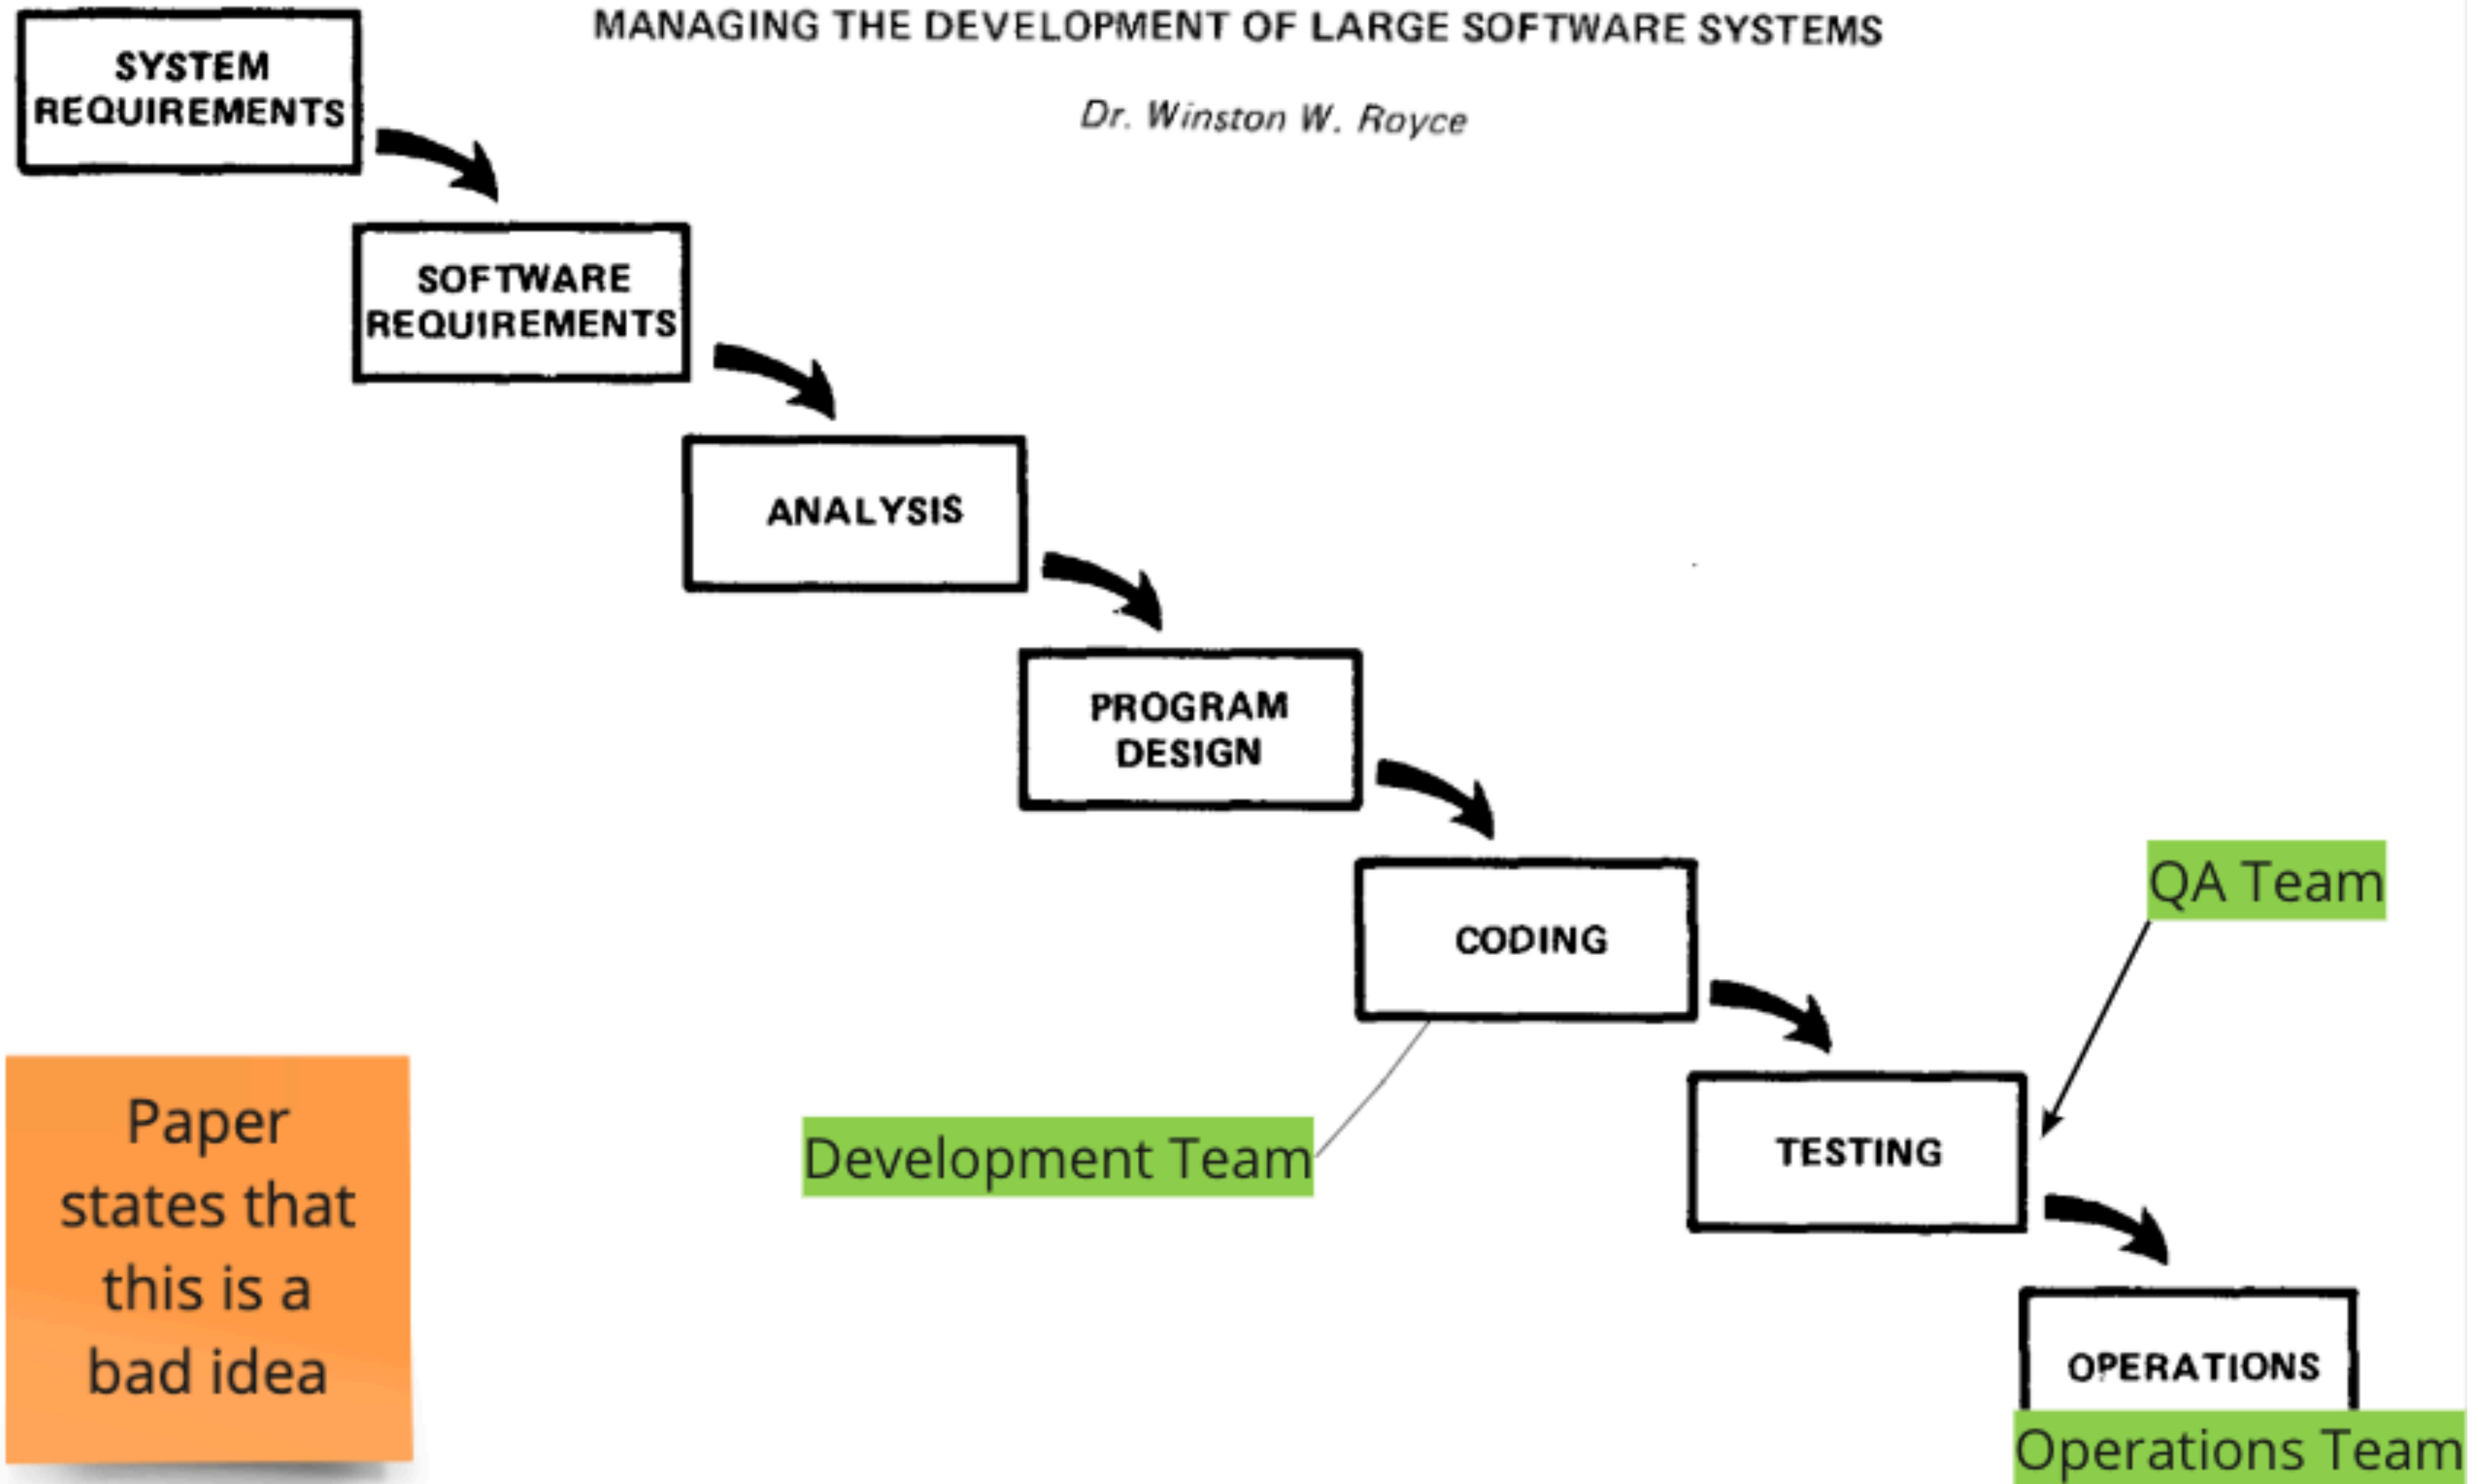 MANAGING THE DEVELOPMENT OF LARGE SOFTWARE SYSTEMS
Dr. Winston W. Royce
SYSTEM
REQUIREMENTS
SOFTWARE
REQUIREMENTS
ANALYSIS
PROGRAM
DESIGN
CODING
QA Team
Development Team
TESTING
OPERATIONS
Operations Team
Paper
states that
this is a
bad idea